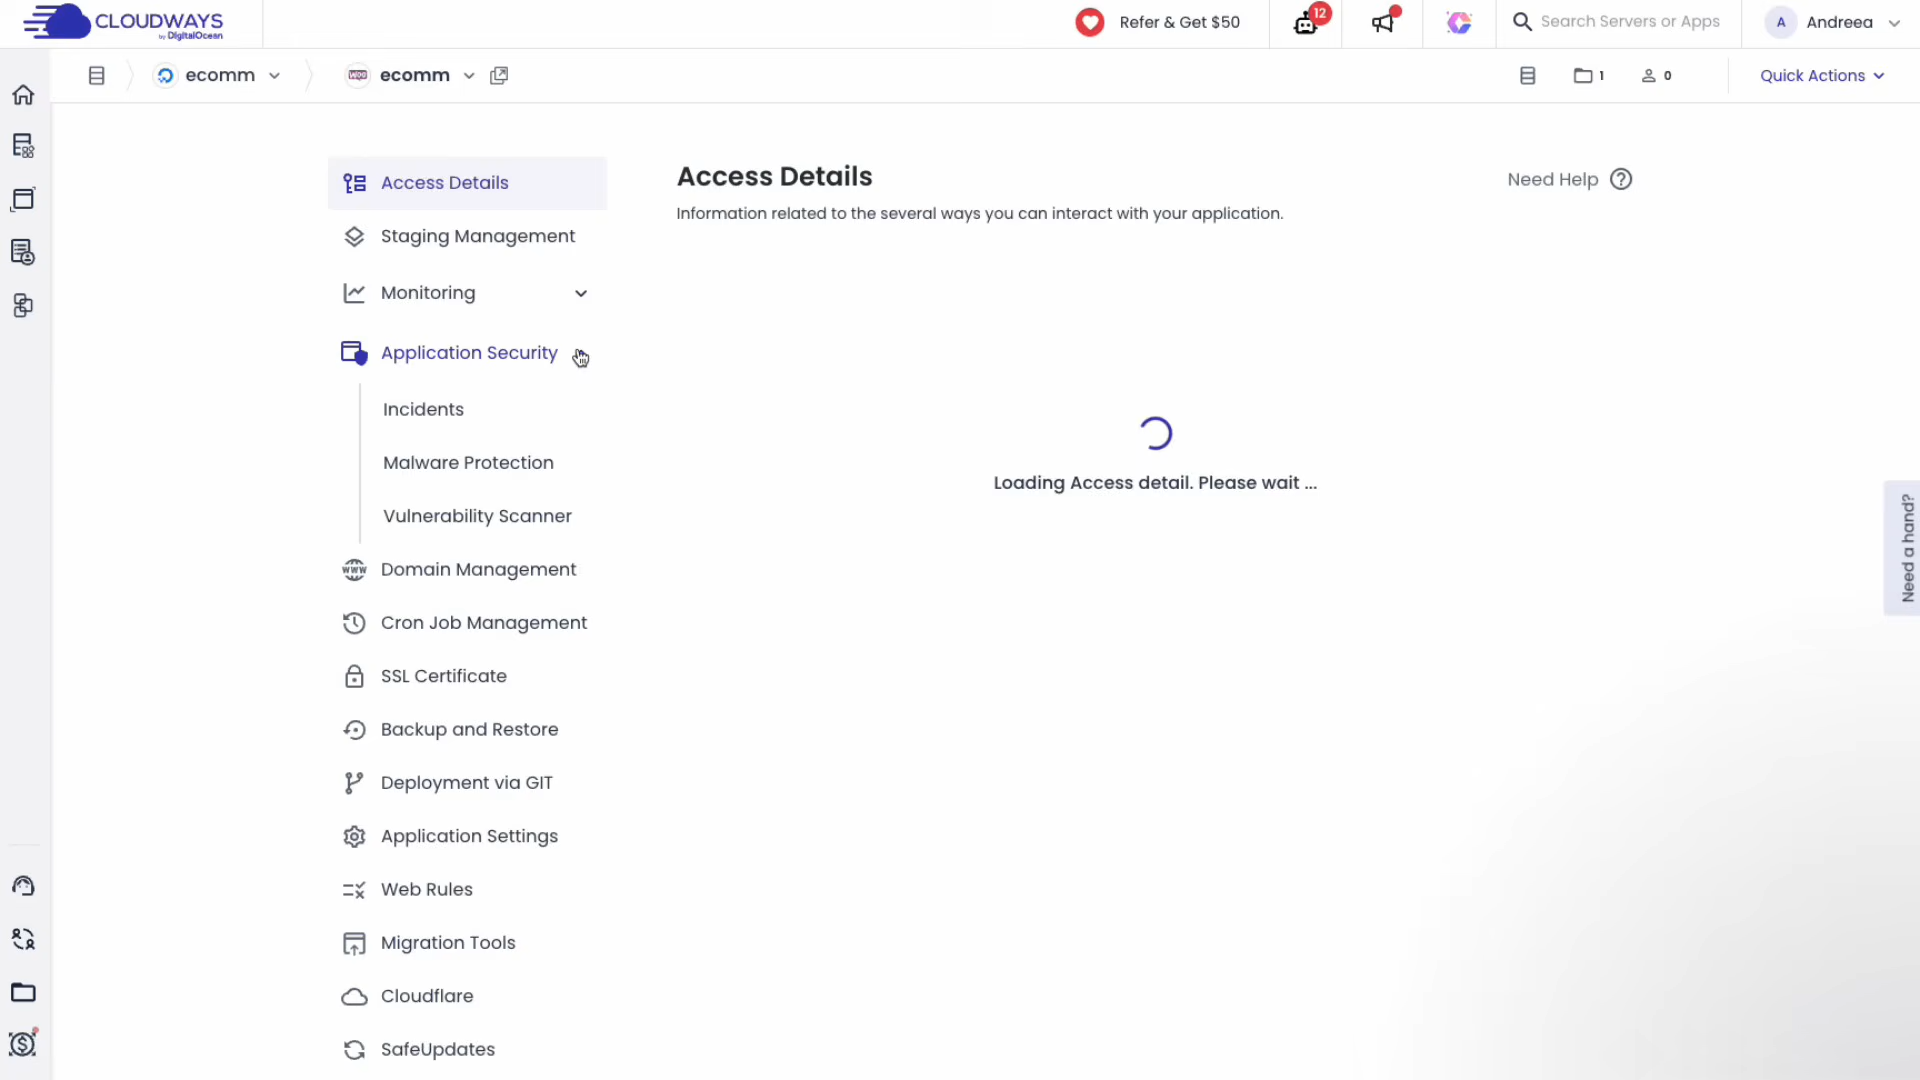 CLOUDWAYS
by DigitalOcean
Refer & Get $50
12
Search Servers or Apps
A
Andreea
ecomm
woo
ecomm
1
0
Quick Actions
Access Details
Staging Management
Monitoring
Application Security
Incidents
Malware Protection
Vulnerability Scanner
www
Domain Management
Cron Job Management
SSL Certificate
Backup and Restore
Deployment via GIT
Application Settings
Web Rules
Migration Tools
Cloudflare
SafeUpdates
Access Details
Need Help
Information related to the several ways you can interact with your application.
Loading Access detail. Please wait ...
Need a hand?